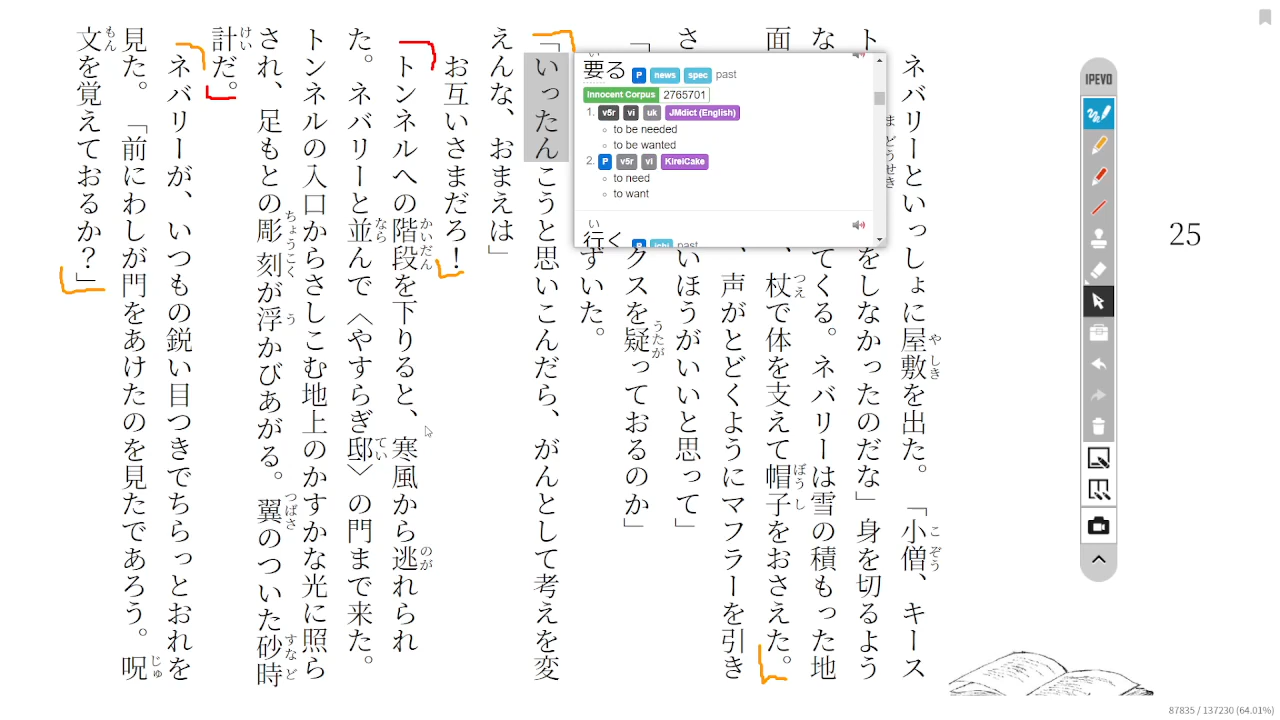 25
ネバリーといっしょに屋敷を出た。「小僧、キース
ト
をしなかったのだな」身を切るよう
な
てくる。ネバリーは雪の積もった地
面
、杖で体を支えて帽子をおさえた。
、声がとどくようにマフラーを引き
さ
いほうがいいと思って」
「
クスを疑っておるのか」
ずいた。
「いったんこうと思いこんだら、がんとして考えを変
えんな、おまえは」
お互いさまだろ！
トンネルへの階段を下りると、寒風から逃れられ
た。ネバリーと並んで〈やすらぎ邸〉の門まで来た。
トンネルの入口からさしこむ地上のかすかな光に照ら
され、足もとの彫刻が浮かびあがる。翼のついた砂時
計だ。
ネバリーが、いつもの鋭い目つきでちらっとおれを
見た。「前にわしが門をあけたのを見たであろう。呪
文を覚えておるか？」
要る P news spec past
Innocent Corpus 2765701
1. v5r vi uk JMdict (English)
to be needed
to be wanted
2. P v5r vi KireiCake
to need
to want
行く P ichi past
IPEVO
87835 / 137230 (64.01%)